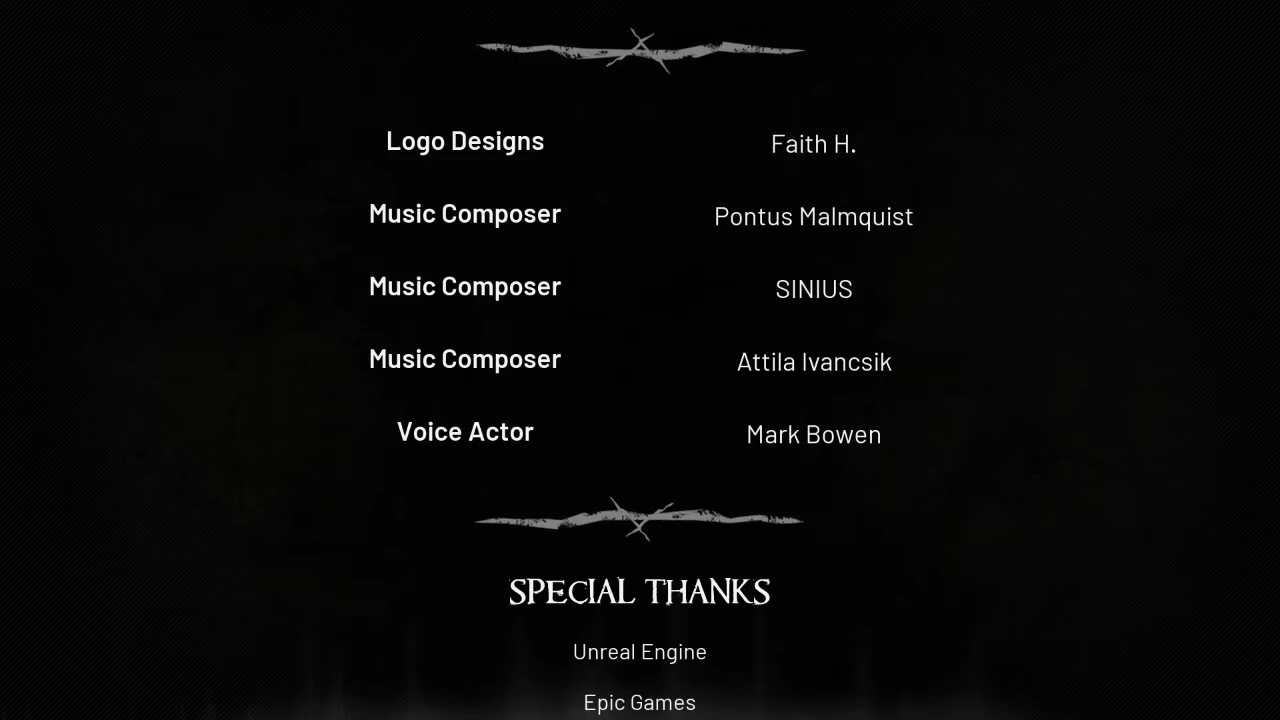 Logo Designs Faith H.
Music Composer Pontus Malmquist
Music Composer SINIUS
Music Composer Attila Ivancsik
Voice Actor Mark Bowen
SPECIAL THANKS
Unreal Engine
Epic Games